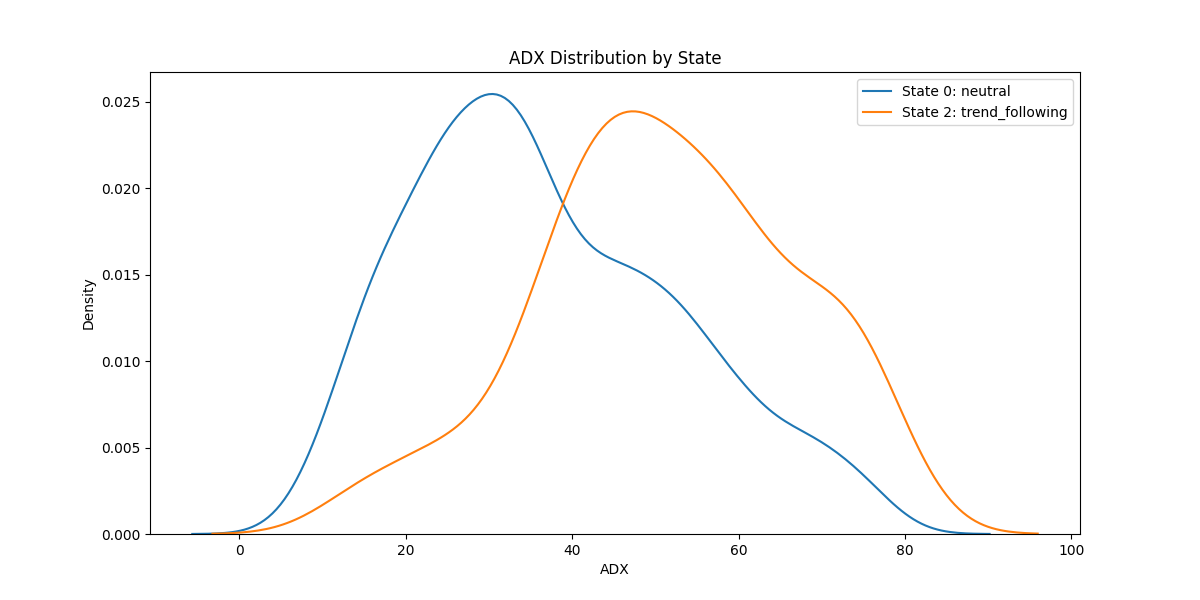 ADX Distribution by State
State 0: neutral
State 2: trend_following
Density
0.025
0.020
0.015
0.010
0.005
0.000
0 20 40 60 80 100
ADX